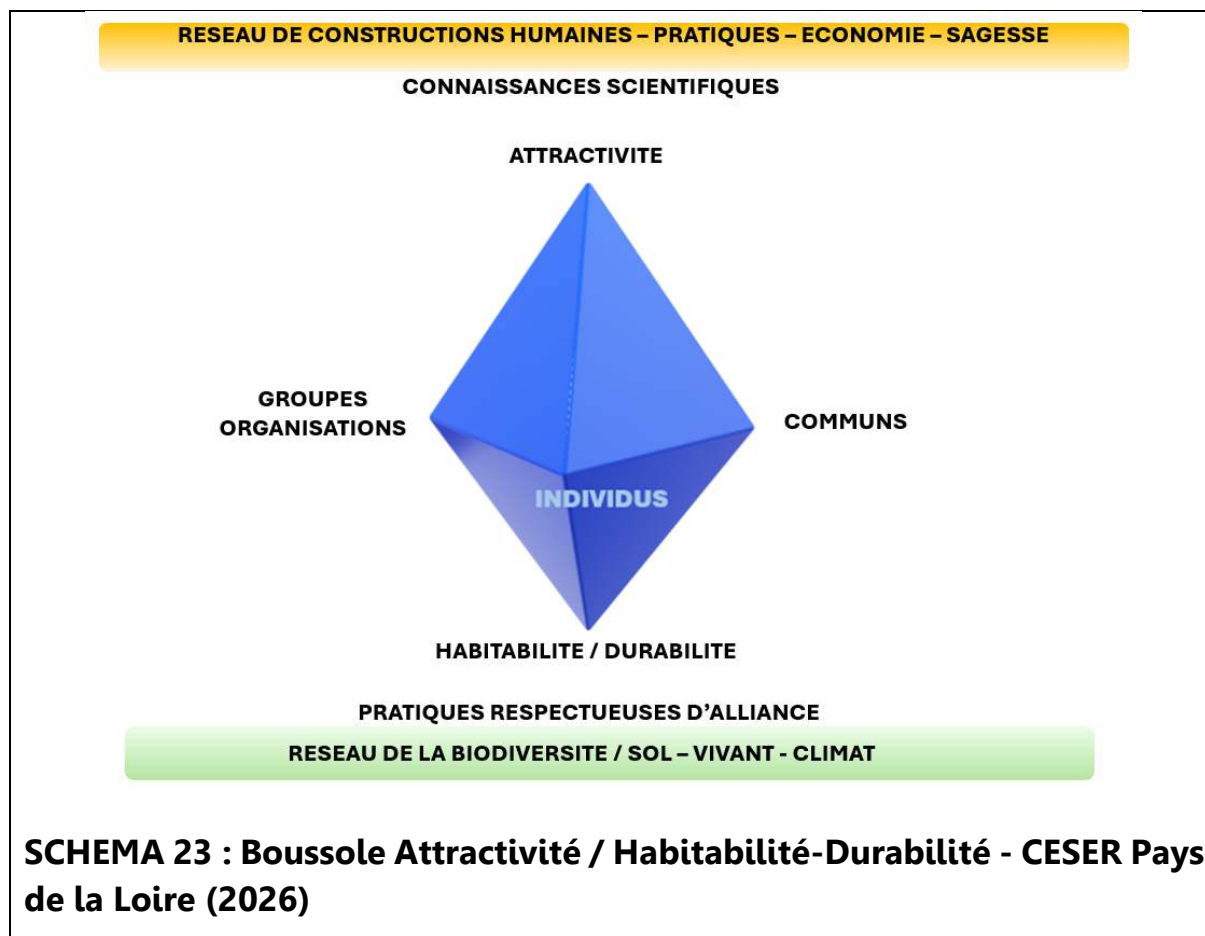 RESEAU DE CONSTRUCTIONS HUMAINES – PRATIQUES – ECONOMIE – SAGESSE
CONNAISSANCES SCIENTIFIQUES
ATTRACTIVITE
GROUPES
ORGANISATIONS
COMMUNS
INDIVIDUS
HABITABILITE / DURABILITE
PRATIQUES RESPECTUEUSES D’ALLIANCE
RESEAU DE LA BIODIVERSITE / SOL – VIVANT - CLIMAT
SCHEMA 23 : Boussole Attractivité / Habitabilité-Durabilité - CESER Pays
de la Loire (2026)